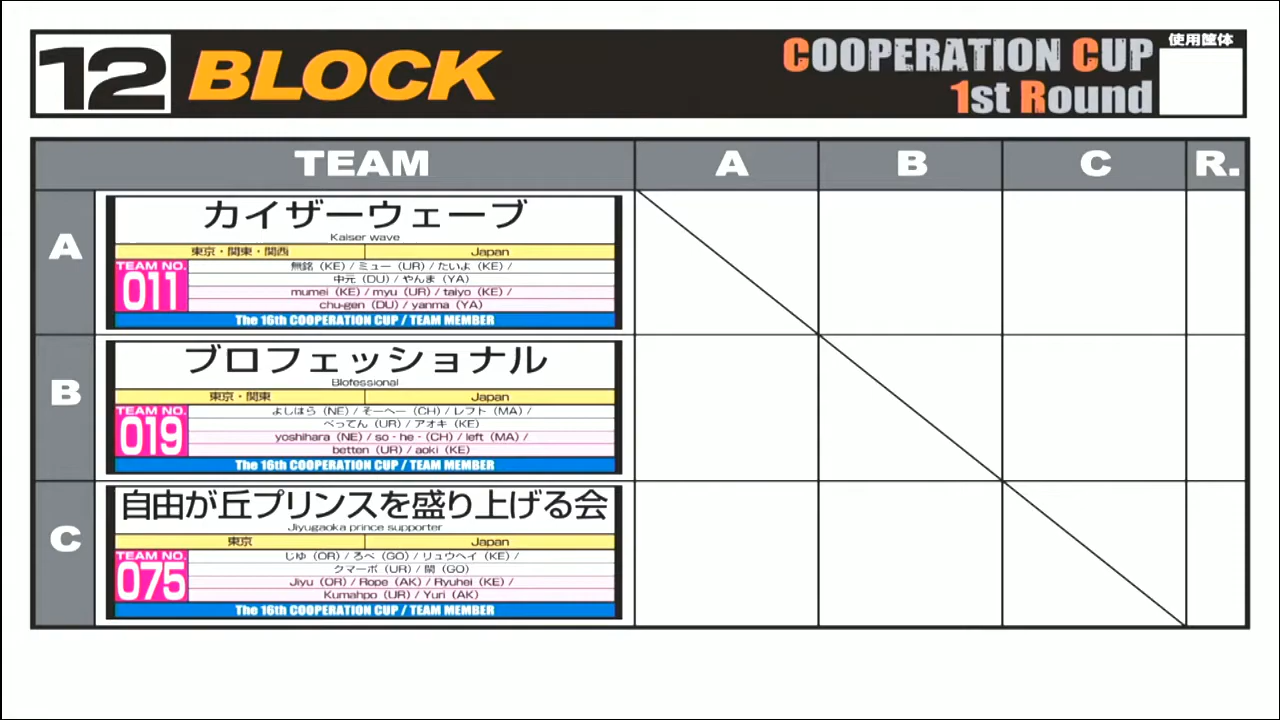 12 BLOCK
COOPERATION CUP
1st Round
使用筐体
TEAM A B C R.
A
カイザーウェーブ
Kaiser wave
東京・関東・関西 Japan
TEAM NO.
011
無銘（KE）/ ミュー（UR）/ たいよ（KE）/
中元（DU）/ やんま（YA）
mumei（KE）/ myu（UR）/ taiyo（KE）/
chu-gen（DU）/ yanma（YA）
The 16th COOPERATION CUP / TEAM MEMBER
B
ブロフェッショナル
Blofessional
東京・関東 Japan
TEAM NO.
019
よしはら（NE）/ そーへー（CH）/ レフト（MA）/
べってん（UR）/ アオキ（KE）
yoshihara（NE）/ so - he -（CH）/ left（MA）/
betten（UR）/ aoki（KE）
The 16th COOPERATION CUP / TEAM MEMBER
C
自由が丘プリンスを盛り上げる会
Jiyugaoka prince supporter
東京 Japan
TEAM NO.
075
じゆ（OR）/ ろぺ（GO）/ リュウヘイ（KE）/
クマーポ（UR）/ （GO）
Jiyu（OR）/ Rope（AK）/ Ryuhei（KE）/
Kumahpo（UR）/ Yuri（AK）
The 16th COOPERATION CUP / TEAM MEMBER